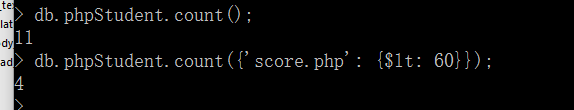 > db.phpStudent.count();
11
> db.phpStudent.count({'score.php': {$lt: 60}});
4
>